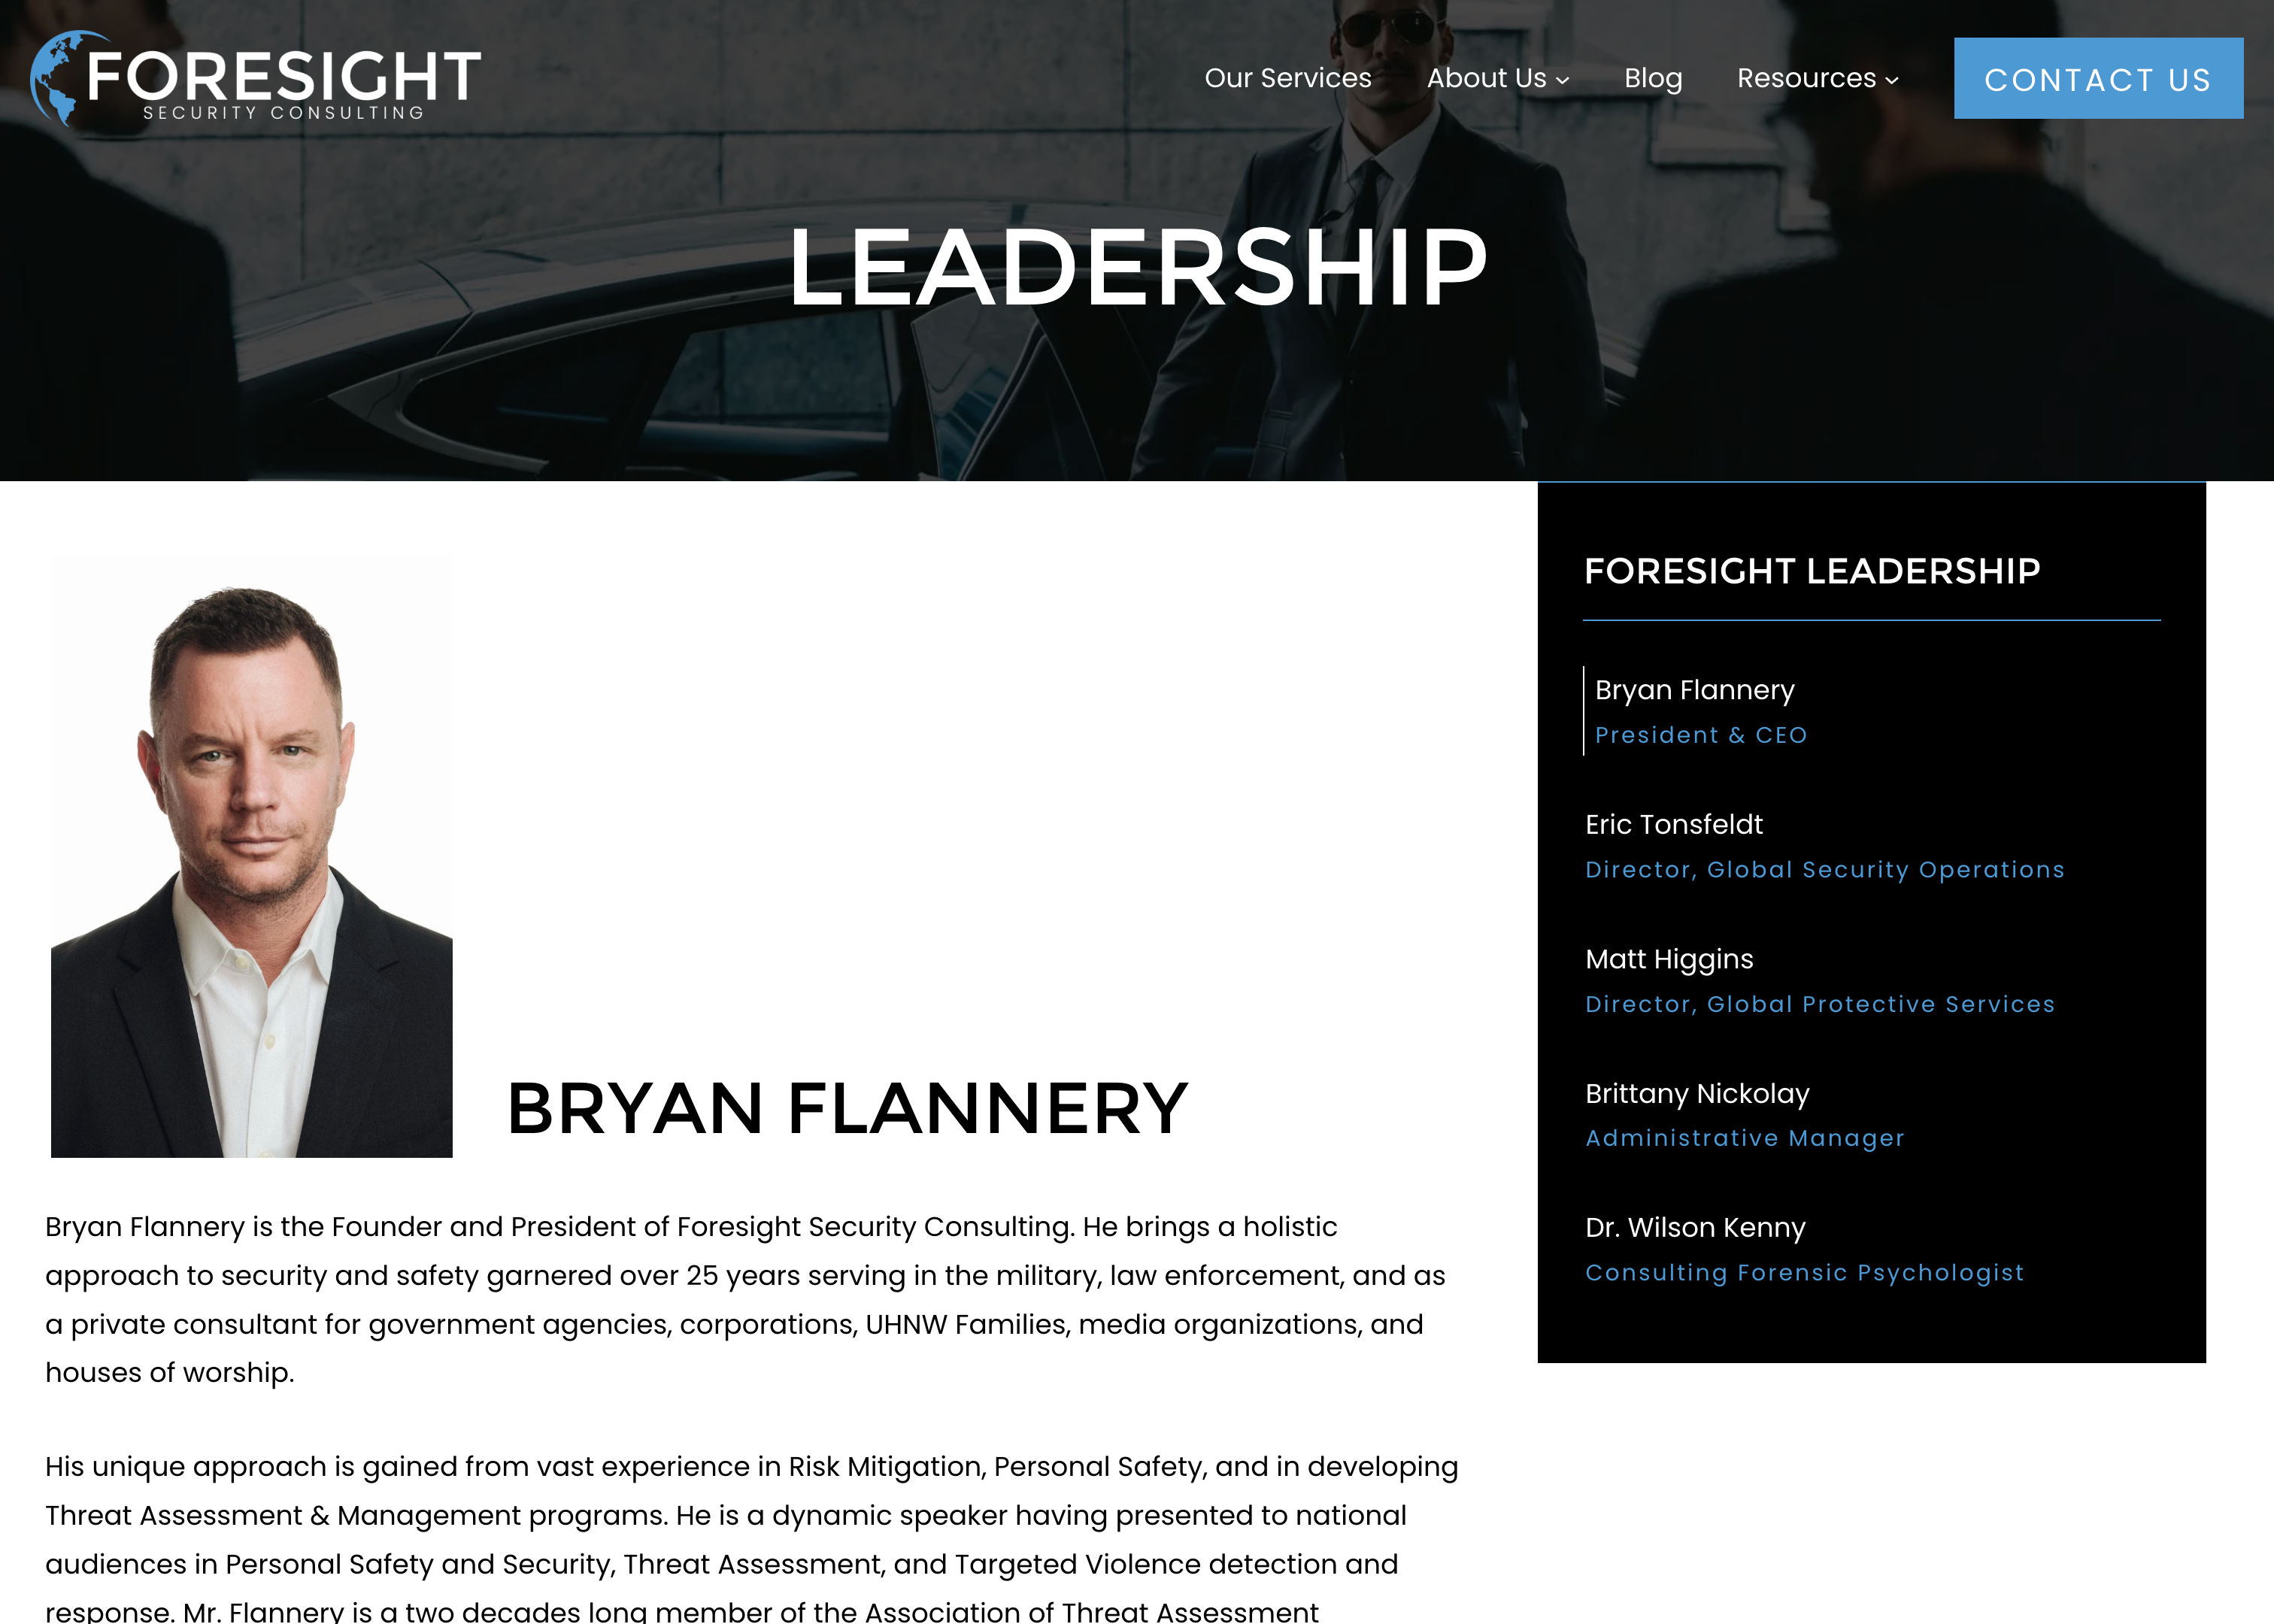 FORESIGHT
SECURITY CONSULTING
Our Services
About Us
Blog
Resources
CONTACT US
LEADERSHIP
BRYAN FLANNERY
Bryan Flannery is the Founder and President of Foresight Security Consulting. He brings a holistic
approach to security and safety garnered over 25 years serving in the military, law enforcement, and as
a private consultant for government agencies, corporations, UHNW Families, media organizations, and
houses of worship.
His unique approach is gained from vast experience in Risk Mitigation, Personal Safety, and in developing
Threat Assessment & Management programs. He is a dynamic speaker having presented to national
audiences in Personal Safety and Security, Threat Assessment, and Targeted Violence detection and
response. Mr. Flannery is a two decades long member of the Association of Threat Assessment
FORESIGHT LEADERSHIP
Bryan Flannery
President & CEO
Eric Tonsfeldt
Director, Global Security Operations
Matt Higgins
Director, Global Protective Services
Brittany Nickolay
Administrative Manager
Dr. Wilson Kenny
Consulting Forensic Psychologist